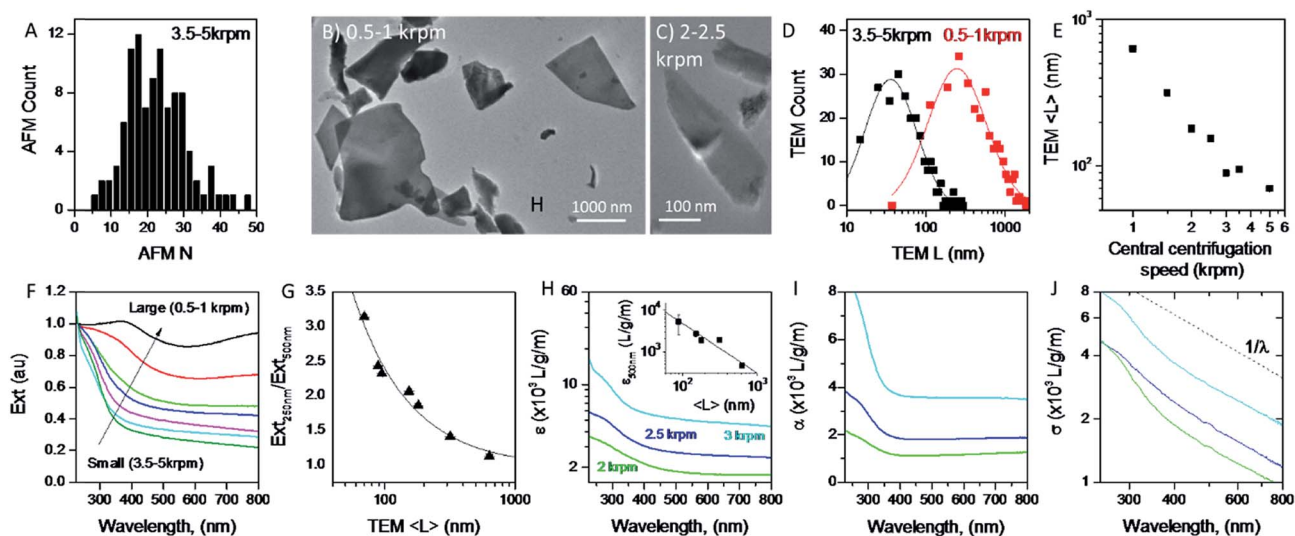 A
3.5-5krpm
12
8
4
0
AFM Count
0 10 20 30 40 50
AFM N
B) 0.5-1 krpm
H
1000 nm
C) 2-2.5
krpm
100 nm
D
3.5-5krpm 0.5-1krpm
40
30
20
10
0
TEM Count
10 100 1000
TEM L (nm)
E
10³
10²
TEM <L> (nm)
1 2 3 4 5 6
Central centrifugation
speed (krpm)
F
1.2
1.0
0.8
0.6
0.4
0.2
0.0
Ext (au)
Large (0.5-1 krpm)
Small (3.5-5krpm)
300 400 500 600 700 800
Wavelength, (nm)
G
3.5
3.0
2.5
2.0
1.5
1.0
Ext250nm/Ext500nm
100 1000
TEM <L> (nm)
H
60
10
2
ε (x10³ L/g/m)
10⁴
10³
ε500nm (L/g/m)
10² 10³
<L> (nm)
2.5 krpm 3 krpm
2 krpm
300 400 500 600 700 800
Wavelength, (nm)
I
8
6
4
2
0
α (x10³ L/g/m)
300 400 500 600 700 800
Wavelength, (nm)
J
8
6
4
2
1
σ (x10³ L/g/m)
1/λ
300 400 500 600 800
Wavelength, (nm)